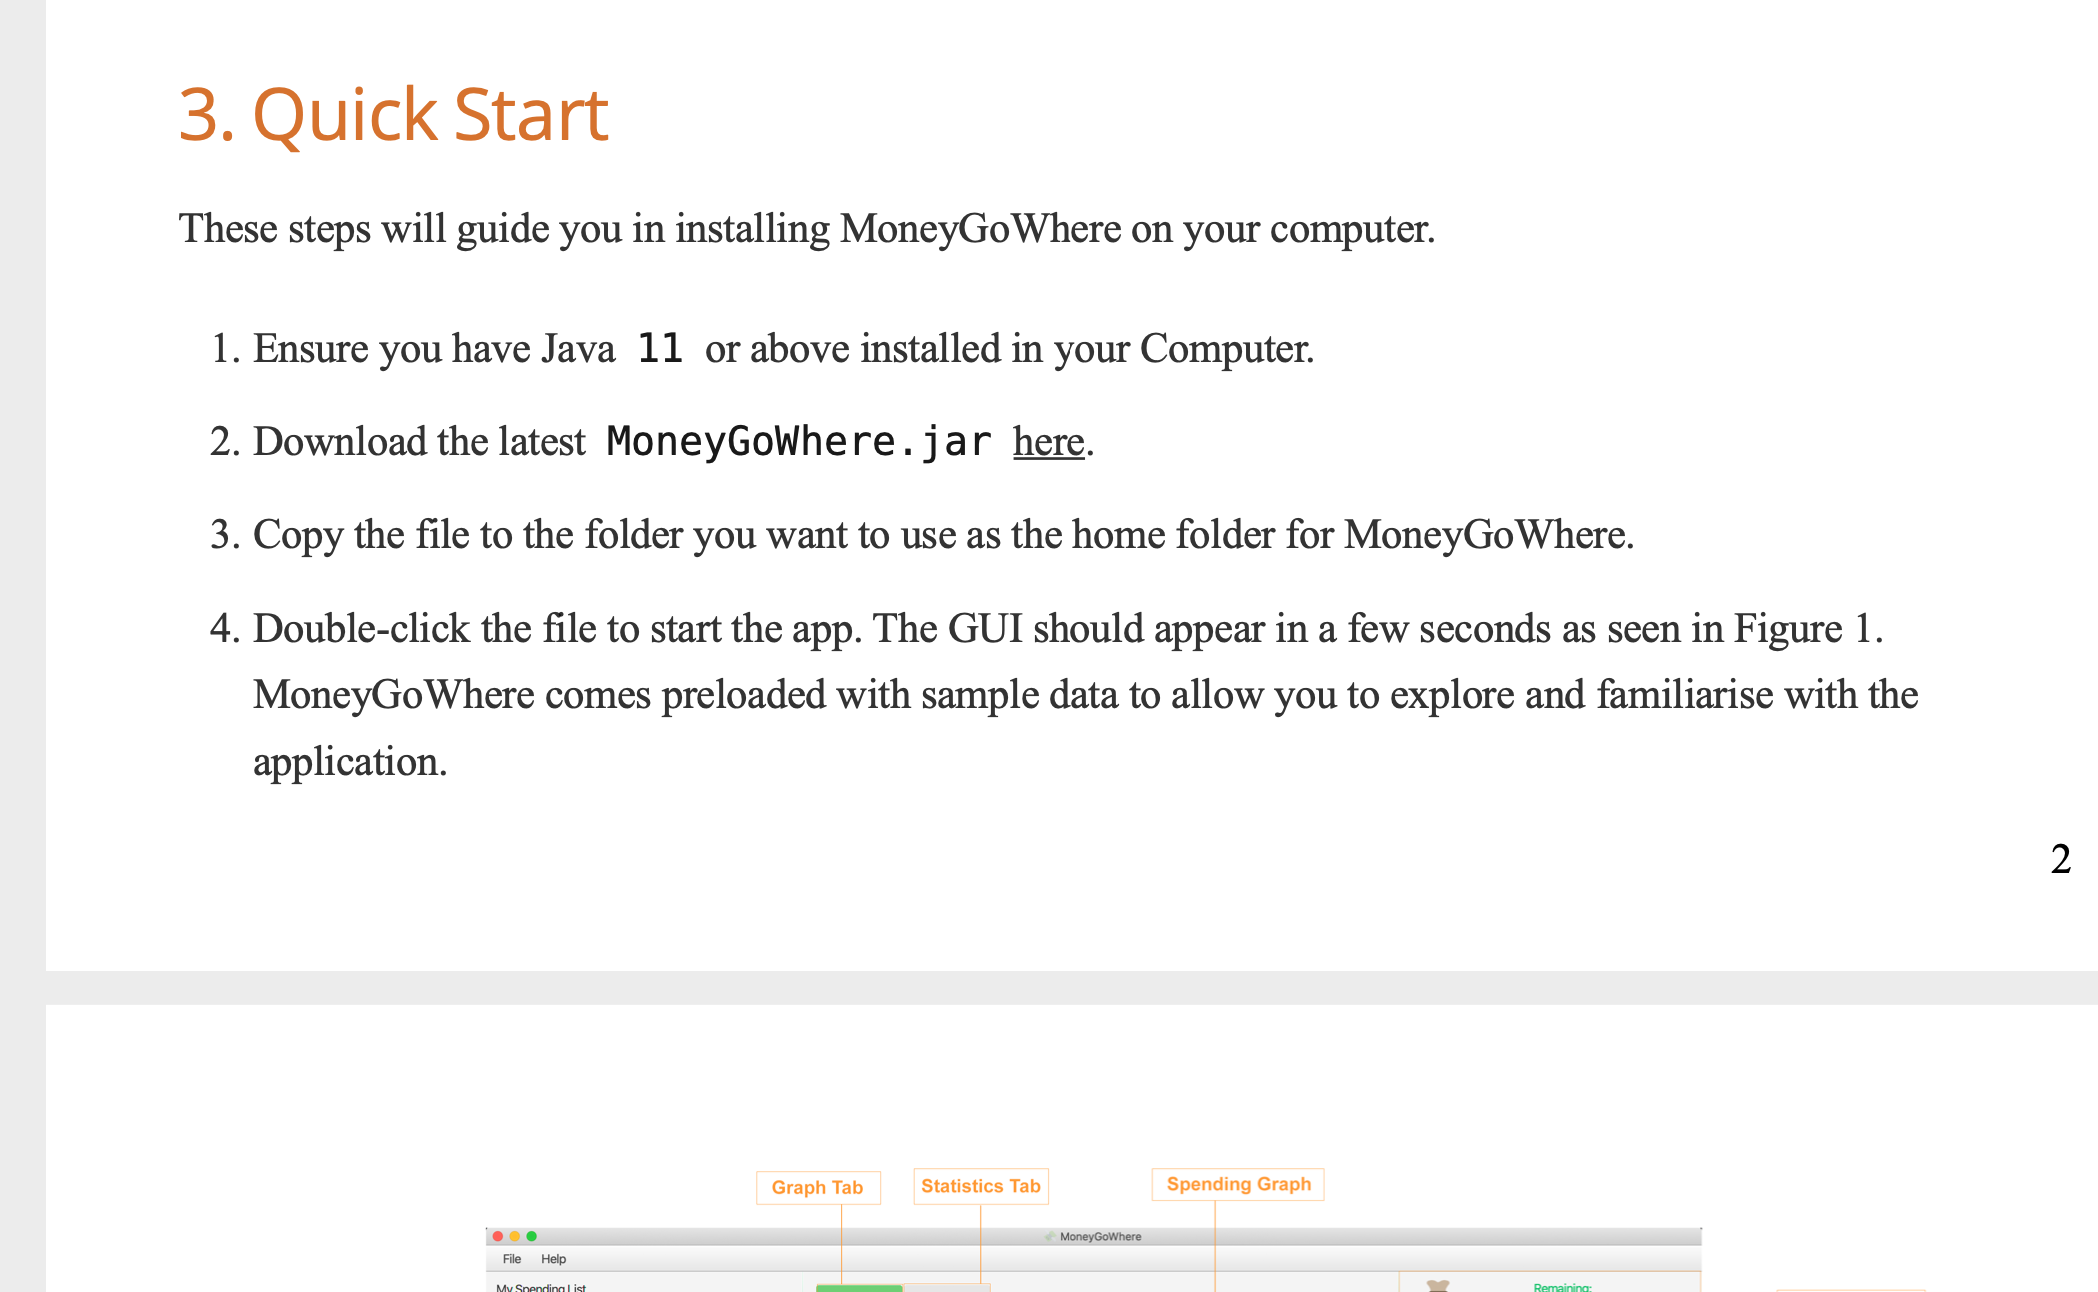 3. Quick Start
These steps will guide you in installing MoneyGoWhere on your computer.
1. Ensure you have Java 11 or above installed in your Computer.
2. Download the latest MoneyGoWhere.jar here.
3. Copy the file to the folder you want to use as the home folder for MoneyGoWhere.
4. Double-click the file to start the app. The GUI should appear in a few seconds as seen in Figure 1.
MoneyGoWhere comes preloaded with sample data to allow you to explore and familiarise with the
application.
2
Graph Tab Statistics Tab Spending Graph
MoneyGoWhere
File Help
My Spending List Remaining: